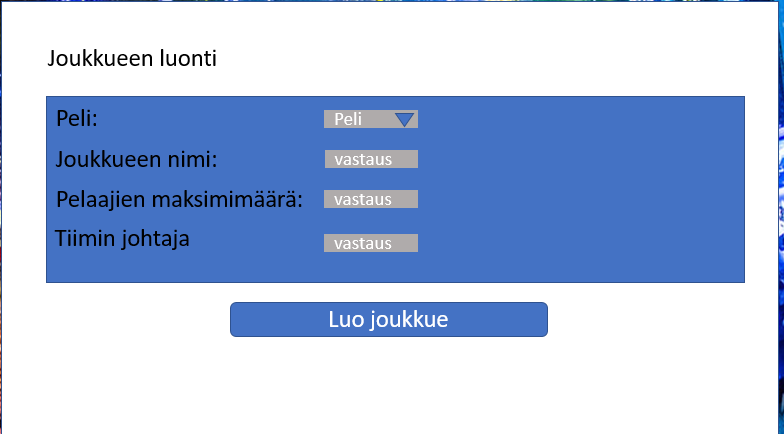 Joukkueen luonti
Peli: Peli
Joukkueen nimi: vastaus
Pelaajien maksimimäärä: vastaus
Tiimin johtaja vastaus
Luo joukkue